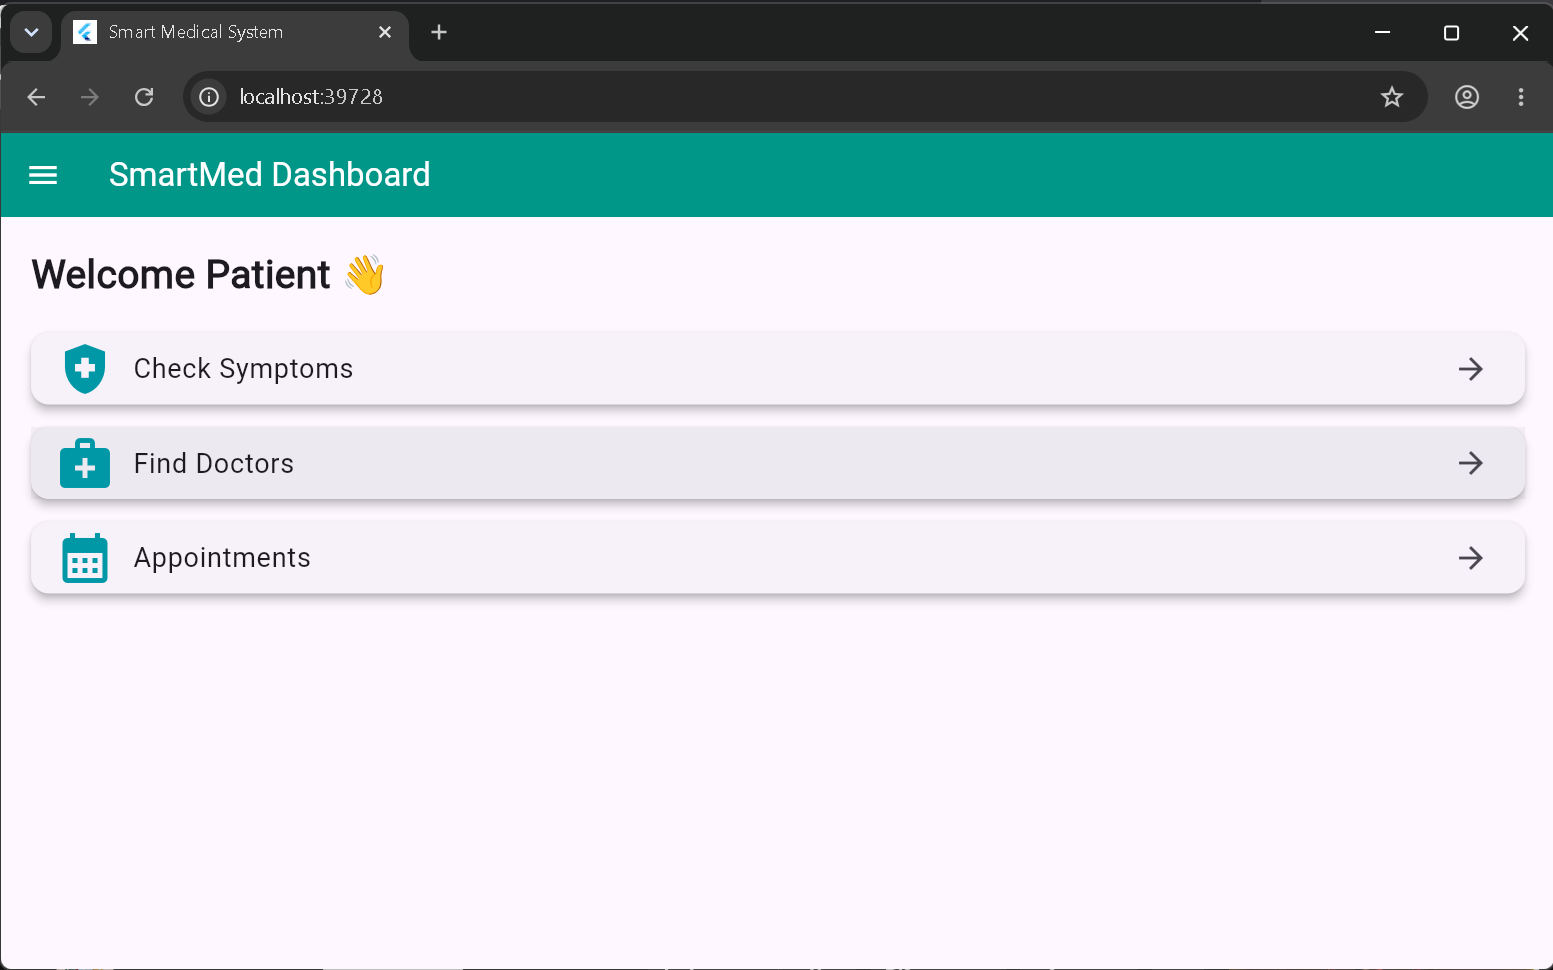 Smart Medical System
localhost:39728
SmartMed Dashboard
Welcome Patient 👋
Check Symptoms
Find Doctors
Appointments